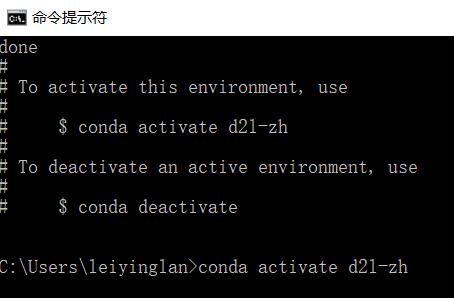 命令提示符
done
#
# To activate this environment, use
#
#     $ conda activate d2l-zh
#
# To deactivate an active environment, use
#
#     $ conda deactivate
C:\Users\leiyinglan>conda activate d2l-zh